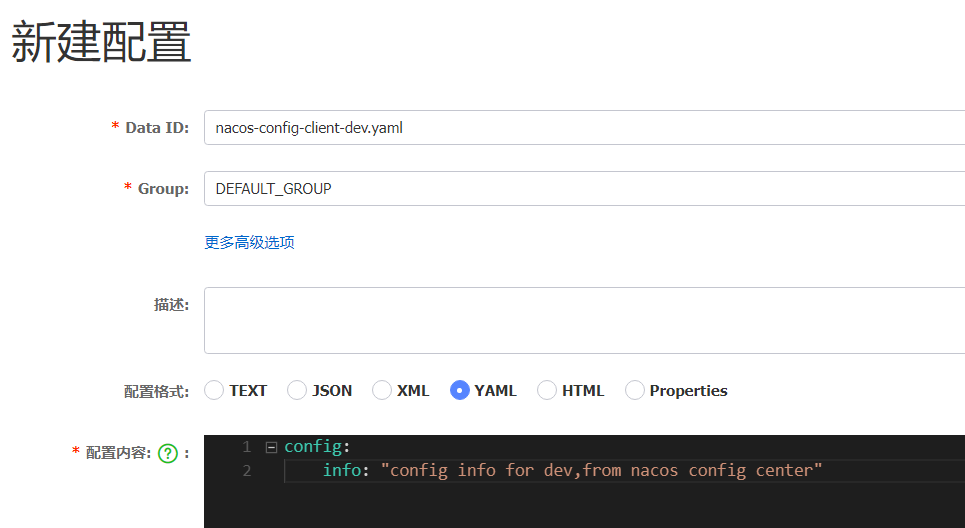 新建配置
* Data ID: nacos-config-client-dev.yaml
* Group: DEFAULT_GROUP
更多高级选项
描述:
配置格式: TEXT JSON XML YAML HTML Properties
* 配置内容: ? :
1 config:
2 info: "config info for dev,from nacos config center"